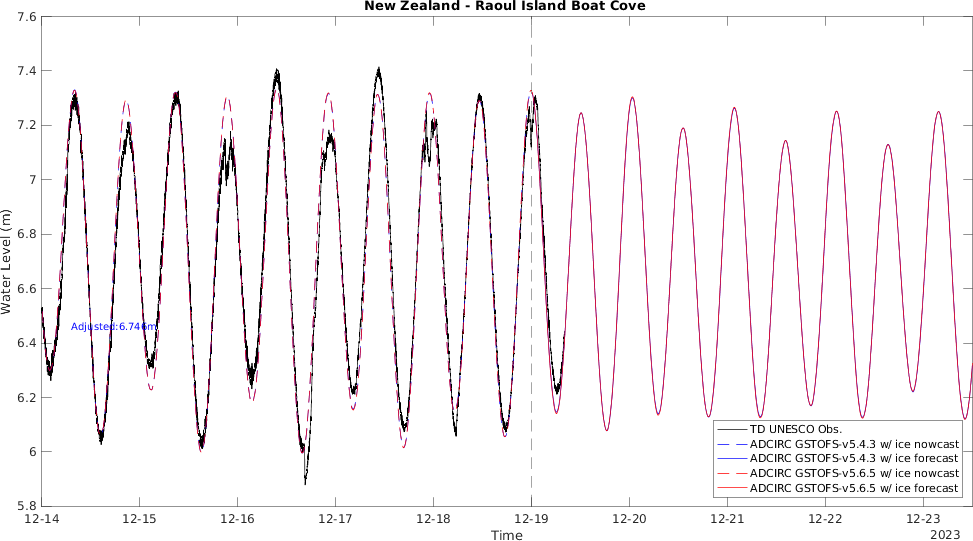 New Zealand - Raoul Island Boat Cove
7.6
7.4
7.2
7
6.8
6.6
6.4
6.2
6
5.8
Water Level (m)
Adjusted:6.746m
TD UNESCO Obs.
ADCIRC GSTOFS-v5.4.3 w/ ice nowcast
ADCIRC GSTOFS-v5.4.3 w/ ice forecast
ADCIRC GSTOFS-v5.6.5 w/ ice nowcast
ADCIRC GSTOFS-v5.6.5 w/ ice forecast
12-14 12-15 12-16 12-17 12-18 12-19 12-20 12-21 12-22 12-23
Time
2023